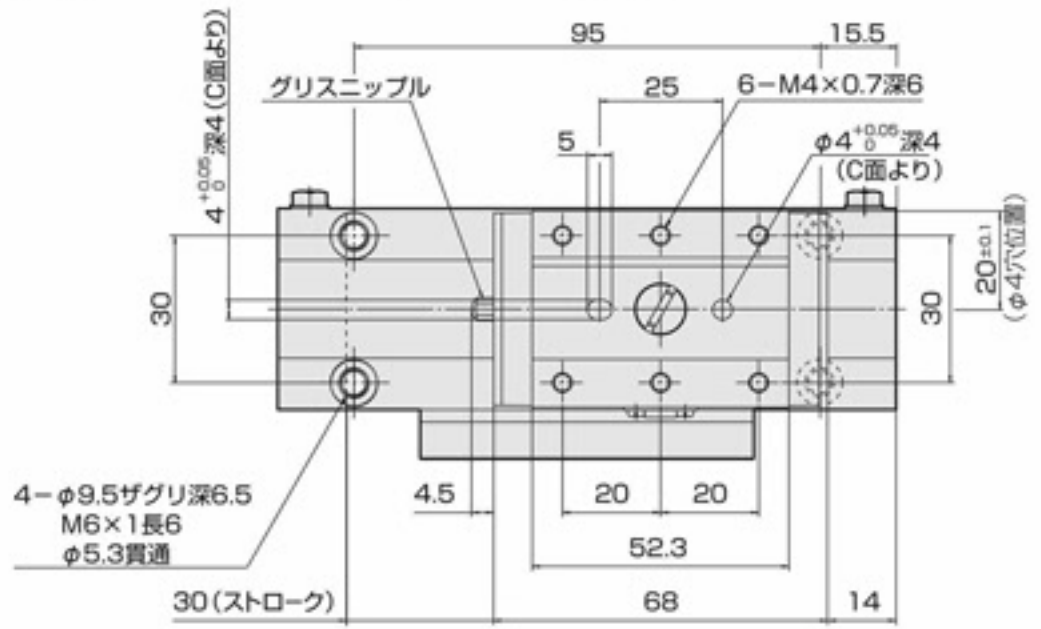 95
15.5
グリスニップル
25
6-M4×0.7深6
5
φ4+0.05 0 深4
(C面より)
4+0.05 0 深4(C面より)
30
30
20±0.1
(φ4穴位置)
4-φ9.5ザグリ深6.5
M6×1長6
φ5.3貫通
4.5
20
20
52.3
30(ストローク)
68
14